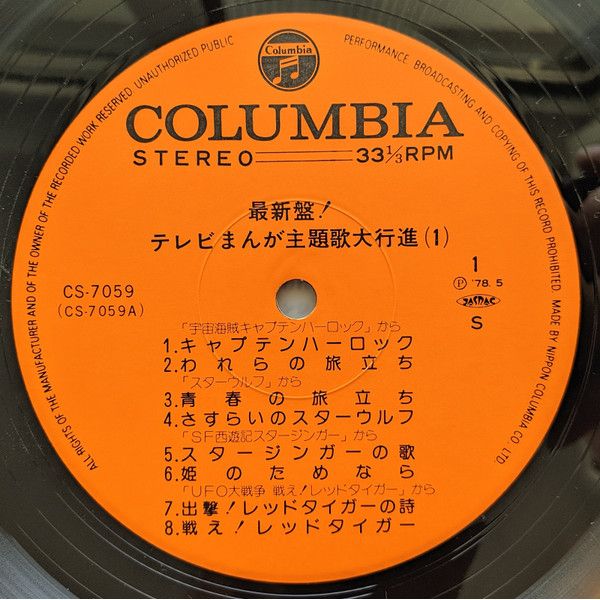 ALL RIGHTS OF THE MANUFACTURER AND OF THE OWNER OF THE RECORDED WORK RESERVED. UNAUTHORIZED PUBLIC PERFORMANCE, BROADCASTING AND COPYING OF THIS RECORD PROHIBITED. MADE BY NIPPON COLUMBIA CO. LTD
Columbia
COLUMBIA
STEREO 33 1/3 RPM
最新盤!
テレビまんが主題歌大行進(1)
CS-7059
(CS-7059A)
1
Ⓟ '78.5
JASRAC
S
「宇宙海賊キャプテンハーロック」から
1.キャプテンハーロック
2.われらの旅立ち
「スターウルフ」から
3.青春の旅立ち
4.さすらいのスターウルフ
「SF西遊記スタージンガー」から
5.スタージンガーの歌
6.姫のためなら
「UFO大戦争 戦え!レッドタイガー」から
7.出撃!レッドタイガーの詩
8.戦え!レッドタイガー